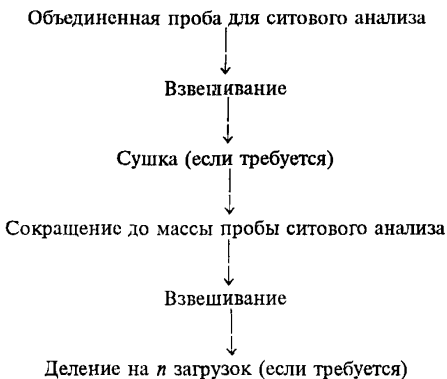 Объединенная проба для ситового анализа
Взвешивание
Сушка (если требуется)
Сокращение до массы пробы ситового анализа
Взвешивание
Деление на n загрузок (если требуется)